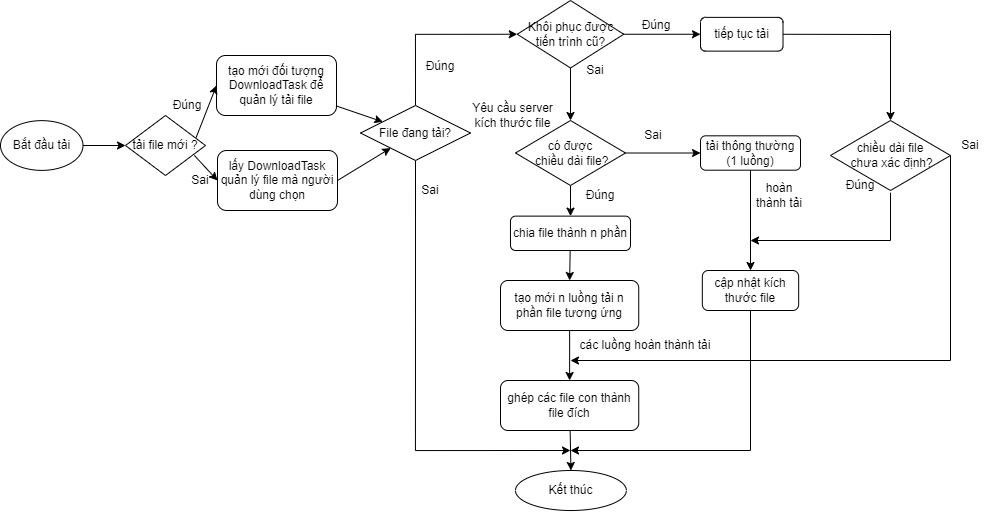 Bắt đầu tải
tải file mới ?
Đúng
Sai
tạo mới đối tượng
DownloadTask để
quản lý tải file
lấy DownloadTask
quản lý file mà người
dùng chọn
File đang tải?
Đúng
Sai
Khôi phục được
tiến trình cũ?
Đúng
Sai
tiếp tục tải
Yêu cầu server
kích thước file
có được
chiều dài file?
Sai
Đúng
tải thông thường
(1 luồng)
hoàn
thành tải
chiều dài file
chưa xác định?
Đúng
Sai
chia file thành n phần
tạo mới n luồng tải n
phần file tương ứng
cập nhật kích
thước file
các luồng hoàn thành tải
ghép các file con thành
file đích
Kết thúc